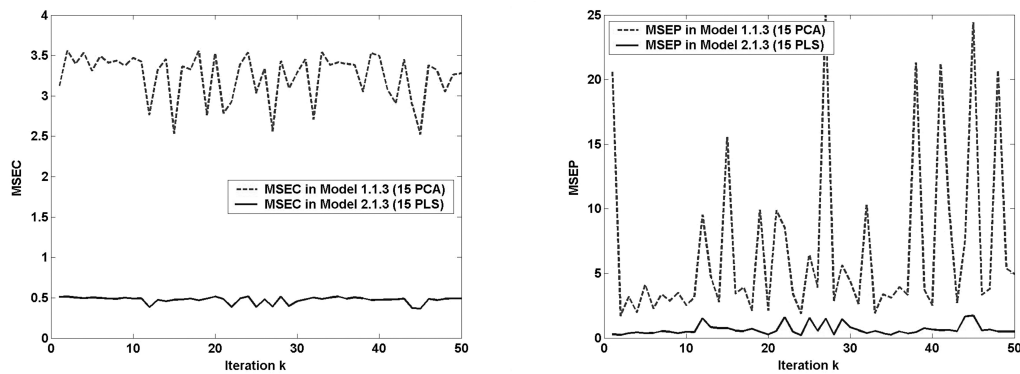 4
3.5
3
2.5
2
1.5
1
0.5
0
MSEC
MSEC in Model 1.1.3 (15 PCA)
MSEC in Model 2.1.3 (15 PLS)
0 10 20 30 40 50
Iteration k
25
20
15
10
5
0
MSEP
MSEP in Model 1.1.3 (15 PCA)
MSEP in Model 2.1.3 (15 PLS)
0 10 20 30 40 50
Iteration k